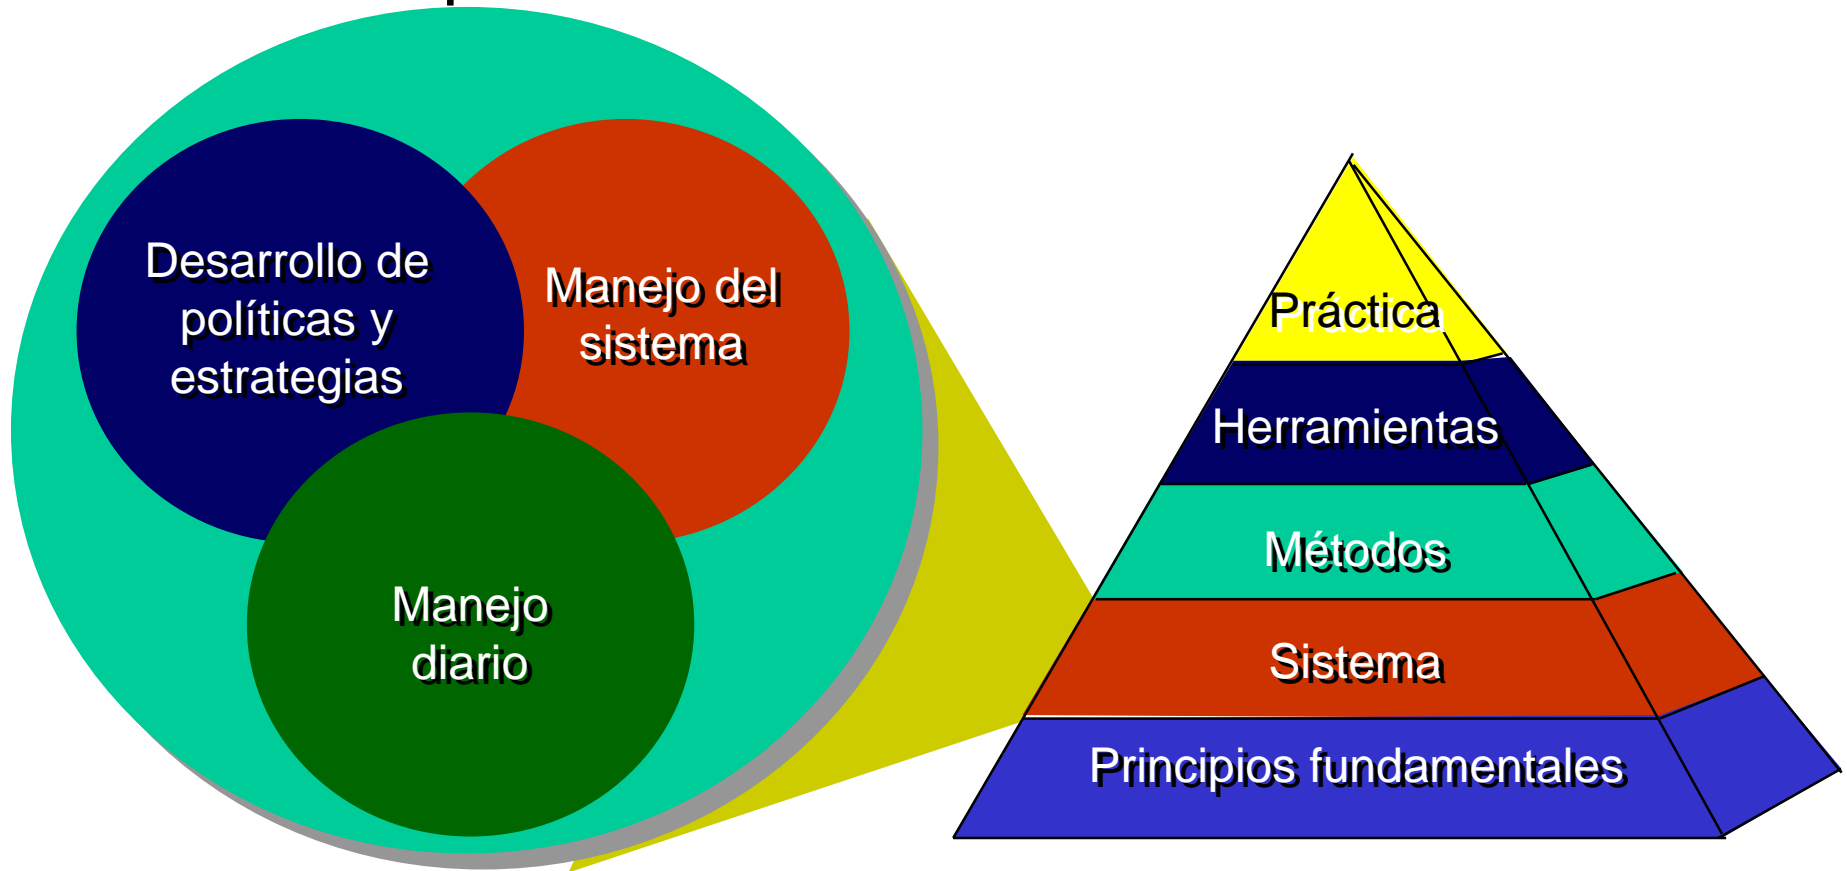 Desarrollo de
políticas y
estrategias
Manejo del
sistema
Manejo
diario
Práctica
Herramientas
Métodos
Sistema
Principios fundamentales